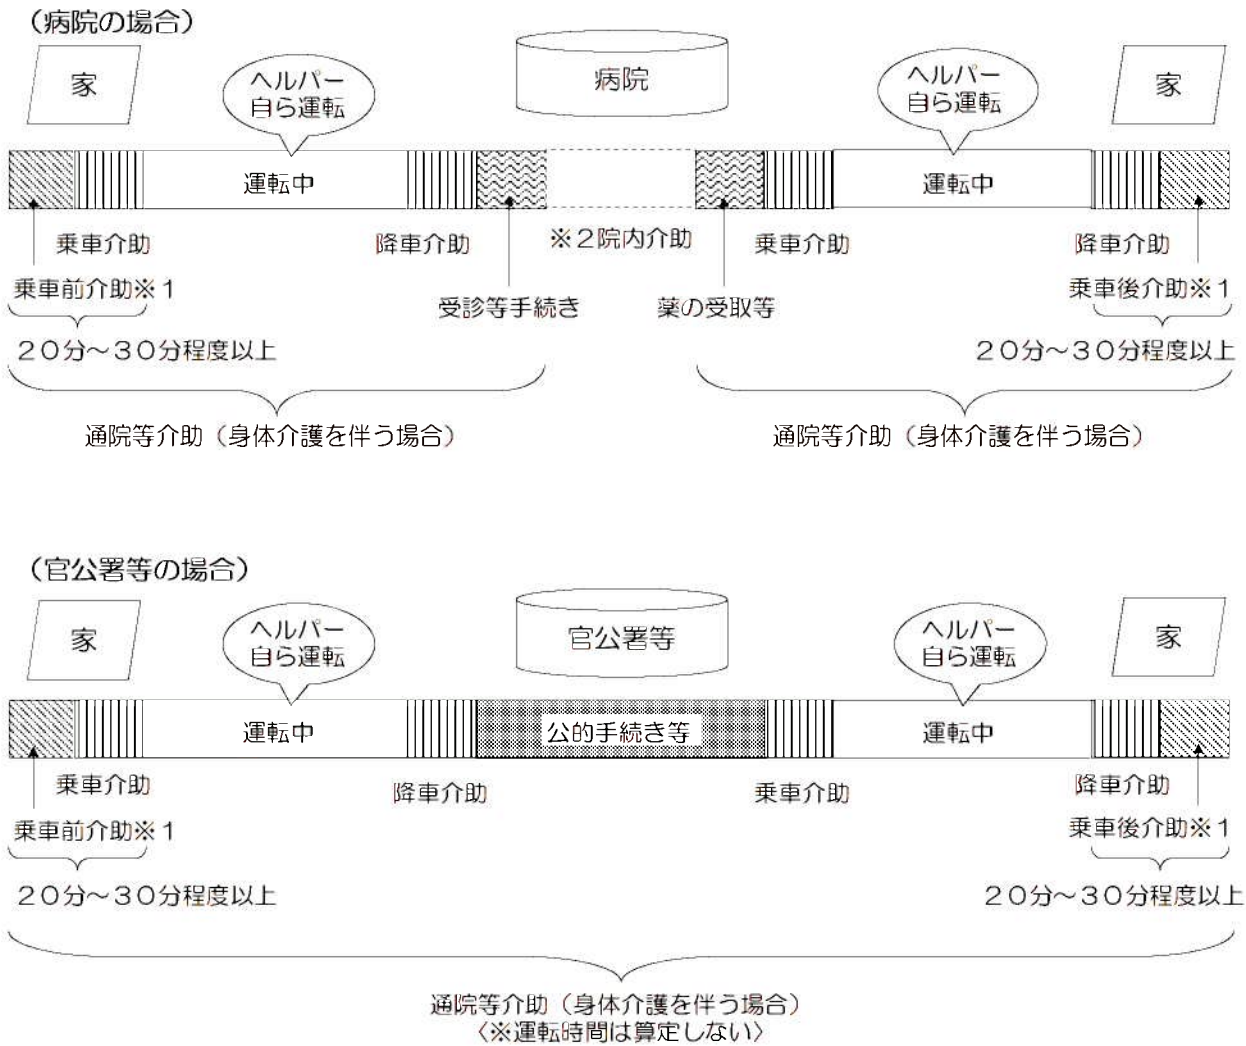 （病院の場合）
家
ヘルパー
自ら運転
病院
ヘルパー
自ら運転
家
運転中
運転中
乗車介助
降車介助
※２院内介助
乗車介助
降車介助
乗車前介助※１
受診等手続き
薬の受取等
乗車後介助※１
２０分～３０分程度以上
２０分～３０分程度以上
通院等介助（身体介護を伴う場合）
通院等介助（身体介護を伴う場合）
（官公署等の場合）
家
ヘルパー
自ら運転
官公署等
ヘルパー
自ら運転
家
運転中
公的手続き等
運転中
乗車介助
降車介助
乗車介助
降車介助
乗車前介助※１
乗車後介助※１
２０分～３０分程度以上
２０分～３０分程度以上
通院等介助（身体介護を伴う場合）
〈※運転時間は算定しない〉